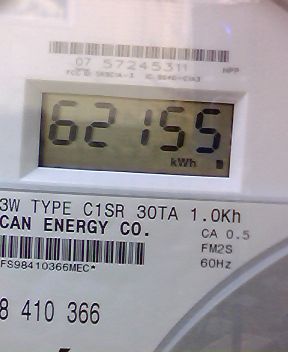 07 57245311 NPP
62155
kWh
3W TYPE C1SR 30TA 1.0Kh
CAN ENERGY CO. CA 0.5
FM2S
FS98410366MEC* 60Hz
8 410 366